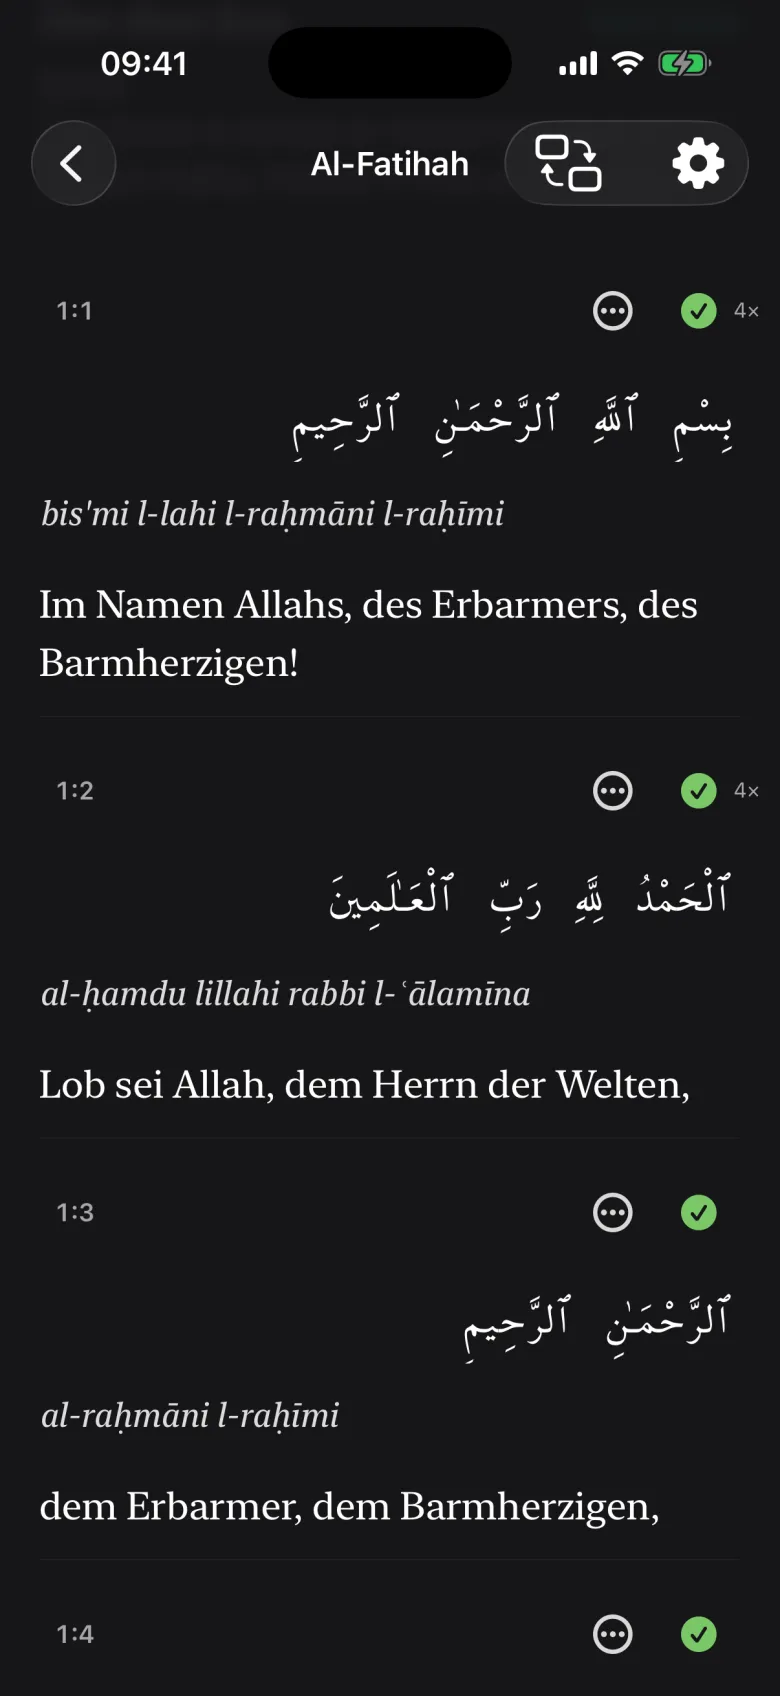 09:41
Al-Fatihah
1:1
4×
بِسْمِ ٱللَّهِ ٱلرَّحْمَـٰنِ ٱلرَّحِيمِ
bis'mi l-lahi l-raḥmāni l-raḥīmi
Im Namen Allahs, des Erbarmers, des
Barmherzigen!
1:2
4×
ٱلْحَمْدُ لِلَّهِ رَبِّ ٱلْعَـٰلَمِينَ
al-ḥamdu lillahi rabbi l-ʿālamīna
Lob sei Allah, dem Herrn der Welten,
1:3
ٱلرَّحْمَـٰنِ ٱلرَّحِيمِ
al-raḥmāni l-raḥīmi
dem Erbarmer, dem Barmherzigen,
1:4